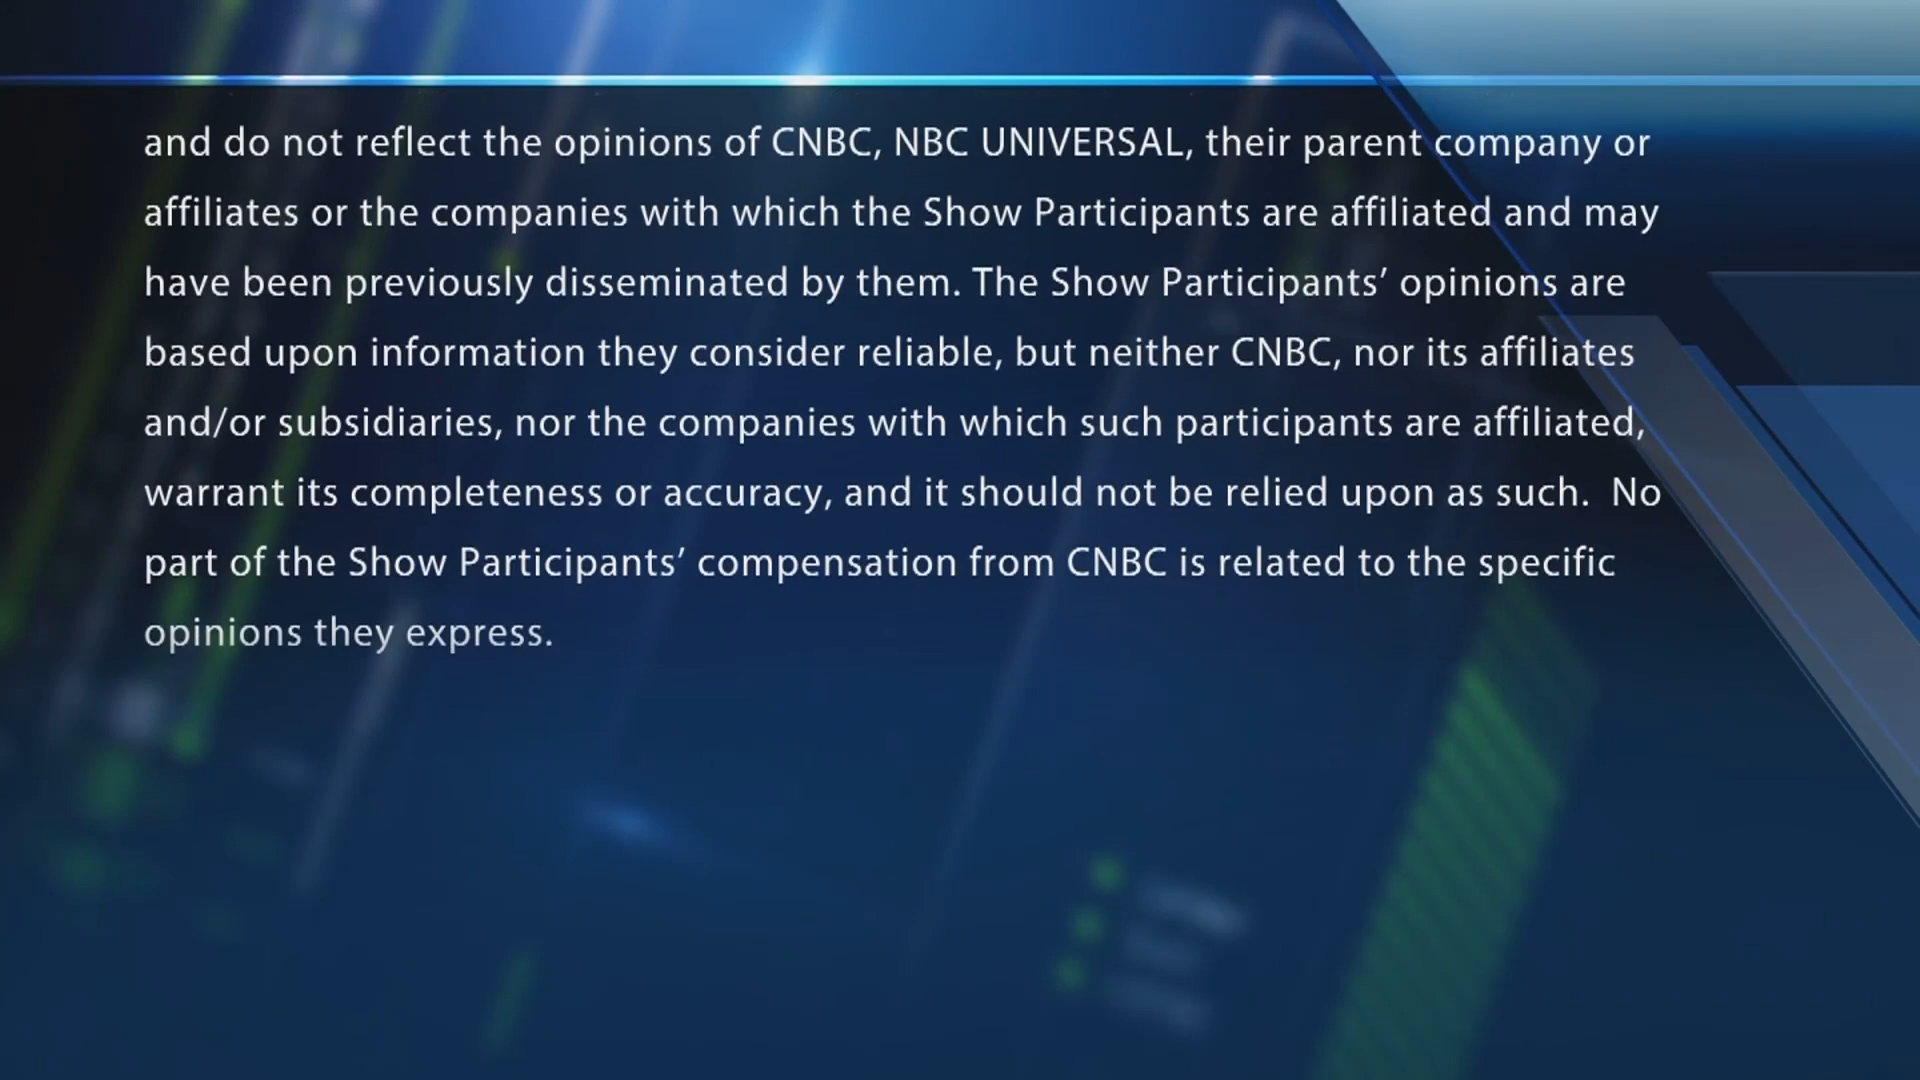 and do not reflect the opinions of CNBC, NBC UNIVERSAL, their parent company or
affiliates or the companies with which the Show Participants are affiliated and may
have been previously disseminated by them. The Show Participants’ opinions are
based upon information they consider reliable, but neither CNBC, nor its affiliates
and/or subsidiaries, nor the companies with which such participants are affiliated,
warrant its completeness or accuracy, and it should not be relied upon as such.  No
part of the Show Participants’ compensation from CNBC is related to the specific
opinions they express.